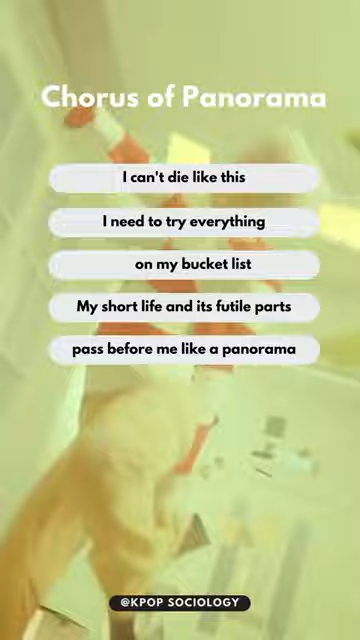 Chorus of Panorama
I can't die like this
I need to try everything
on my bucket list
My short life and its futile parts
pass before me like a panorama
@KPOP SOCIOLOGY